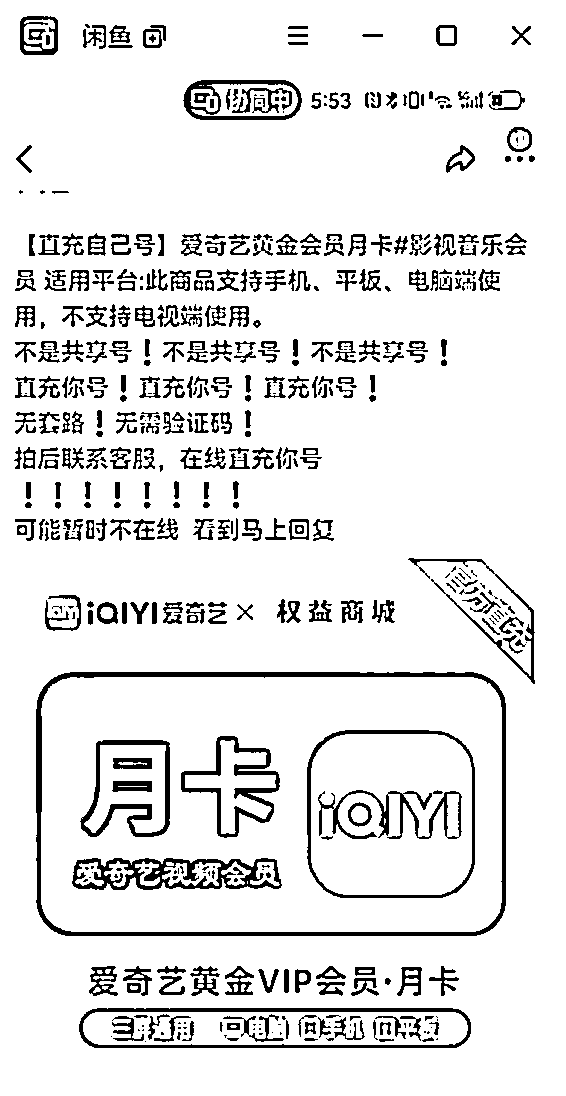 闲鱼
协同中 5:53
【直充自己号】爱奇艺黄金会员月卡#影视音乐会
员 适用平台:此商品支持手机、平板、电脑端使
用，不支持电视端使用。
不是共享号！不是共享号！不是共享号！
直充你号！直充你号！直充你号！
无套路！无需验证码！
拍后联系客服，在线直充你号
！！！！！！！！
可能暂时不在线 看到马上回复
iQIYI爱奇艺× 权益商城
官方直充
月卡
iQIYI
爱奇艺视频会员
爱奇艺黄金VIP会员·月卡
三屏通用 电脑 手机 平板